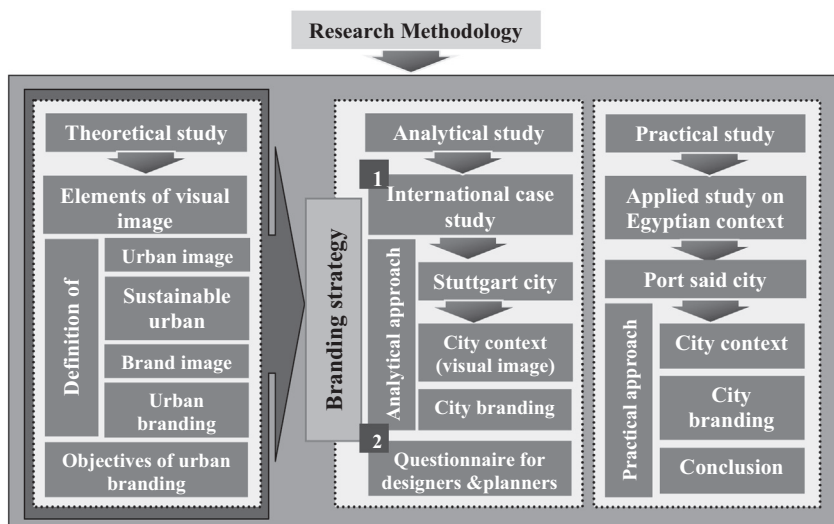 Research Methodology
Theoretical study
Elements of visual
image
Definition of
Urban image
Sustainable
urban
Brand image
Urban
branding
Objectives of urban
branding
Branding strategy
Analytical study
1
International case
study
Analytical approach
Stuttgart city
City context
(visual image)
City branding
2
Questionnaire for
designers &planners
Practical study
Applied study on
Egyptian context
Port said city
Practical approach
City context
City
branding
Conclusion